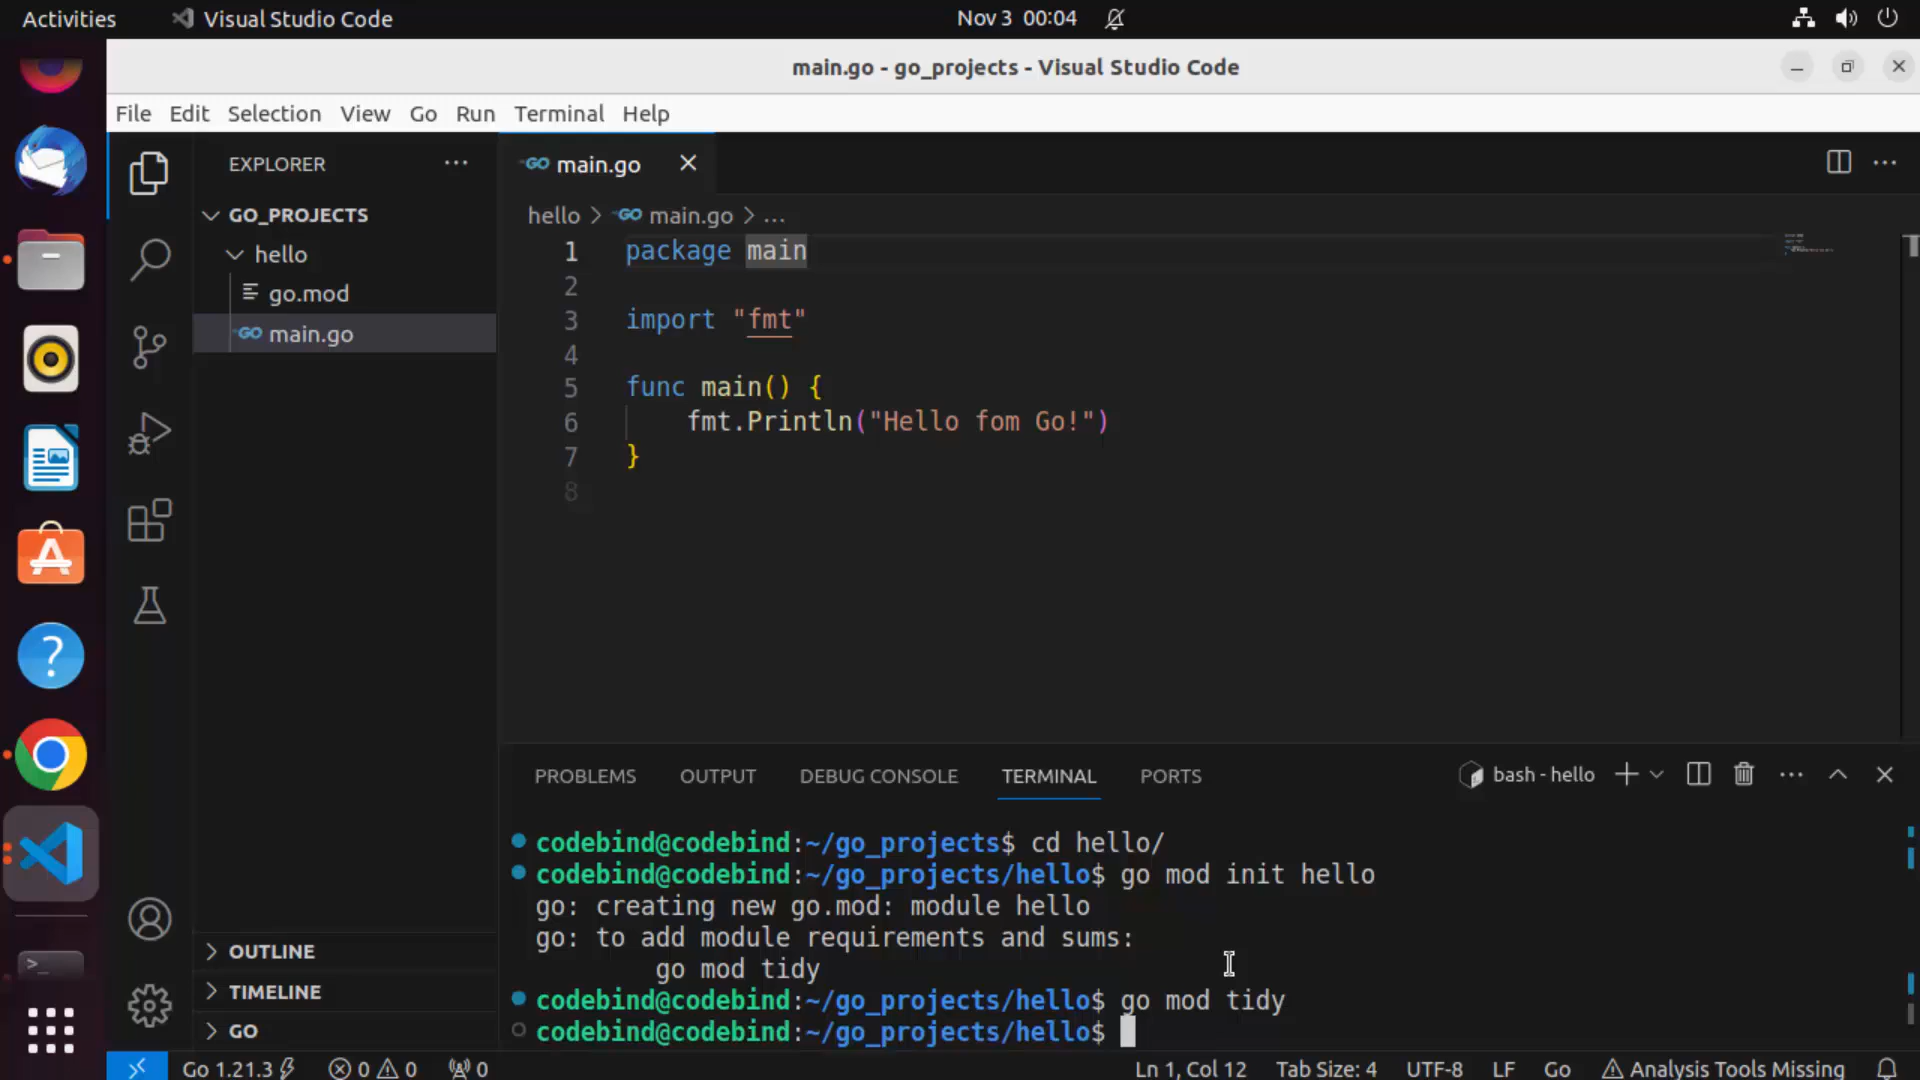 Activities Visual Studio Code Nov 3 00:04
main.go - go_projects - Visual Studio Code
File Edit Selection View Go Run Terminal Help
EXPLORER
GO_PROJECTS
hello
go.mod
main.go
OUTLINE
TIMELINE
GO
GO main.go
hello > GO main.go > ...
1 package main
2
3 import "fmt"
4
5 func main() {
6 fmt.Println("Hello fom Go!")
7 }
8
PROBLEMS OUTPUT DEBUG CONSOLE TERMINAL PORTS
bash - hello
codebind@codebind:~/go_projects$ cd hello/
codebind@codebind:~/go_projects/hello$ go mod init hello
go: creating new go.mod: module hello
go: to add module requirements and sums:
go mod tidy
codebind@codebind:~/go_projects/hello$ go mod tidy
codebind@codebind:~/go_projects/hello$
Go 1.21.3 0 0 0 Ln 1, Col 12 Tab Size: 4 UTF-8 LF Go Analysis Tools Missing